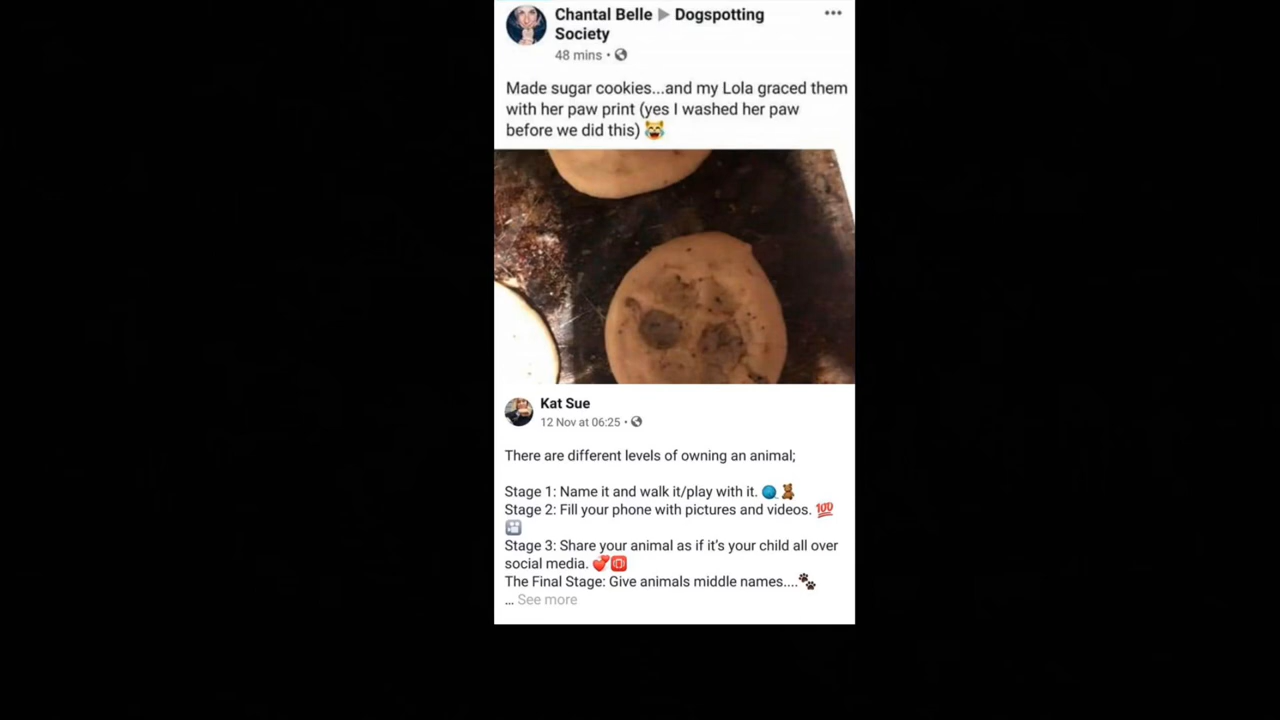 Chantal Belle ▶ Dogspotting
Society
48 mins •
Made sugar cookies...and my Lola graced them
with her paw print (yes I washed her paw
before we did this) 😹
Kat Sue
12 Nov at 06:25 •
There are different levels of owning an animal;
Stage 1: Name it and walk it/play with it. 🧶🧸
Stage 2: Fill your phone with pictures and videos. 💯
🎦
Stage 3: Share your animal as if it’s your child all over
social media. 💕📳
The Final Stage: Give animals middle names....🐾
... See more